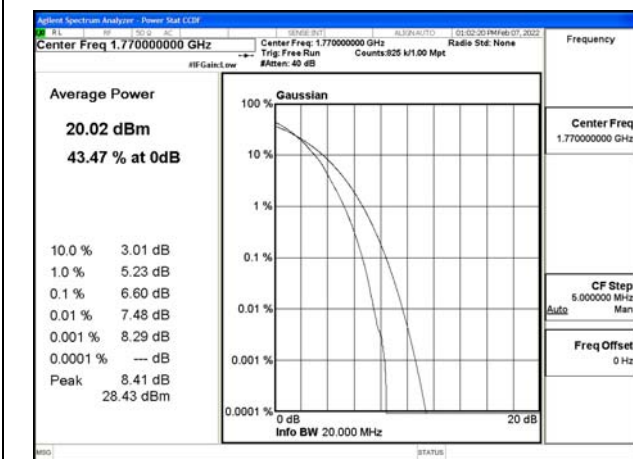 Agilent Spectrum Analyzer - Power Stat CCDF
RL RF 50 Ω AC SENSE:INT ALIGN AUTO 01:02:20 PM Feb 07, 2022
Center Freq 1.770000000 GHz
Center Freq: 1.770000000 GHz Radio Std: None
Trig: Free Run Counts:825 k/1.00 Mpt
#IFGain:Low #Atten: 40 dB
Frequency
Average Power
20.02 dBm
43.47 % at 0dB
10.0 % 3.01 dB
1.0 % 5.23 dB
0.1 % 6.60 dB
0.01 % 7.48 dB
0.001 % 8.29 dB
0.0001 % --- dB
Peak 8.41 dB
28.43 dBm
Gaussian
100 %
10 %
1 %
0.1 %
0.01 %
0.001 %
0.0001 %
0 dB 20 dB
Info BW 20.000 MHz
Center Freq
1.770000000 GHz
CF Step
5.000000 MHz
Auto Man
Freq Offset
0 Hz
MSG STATUS